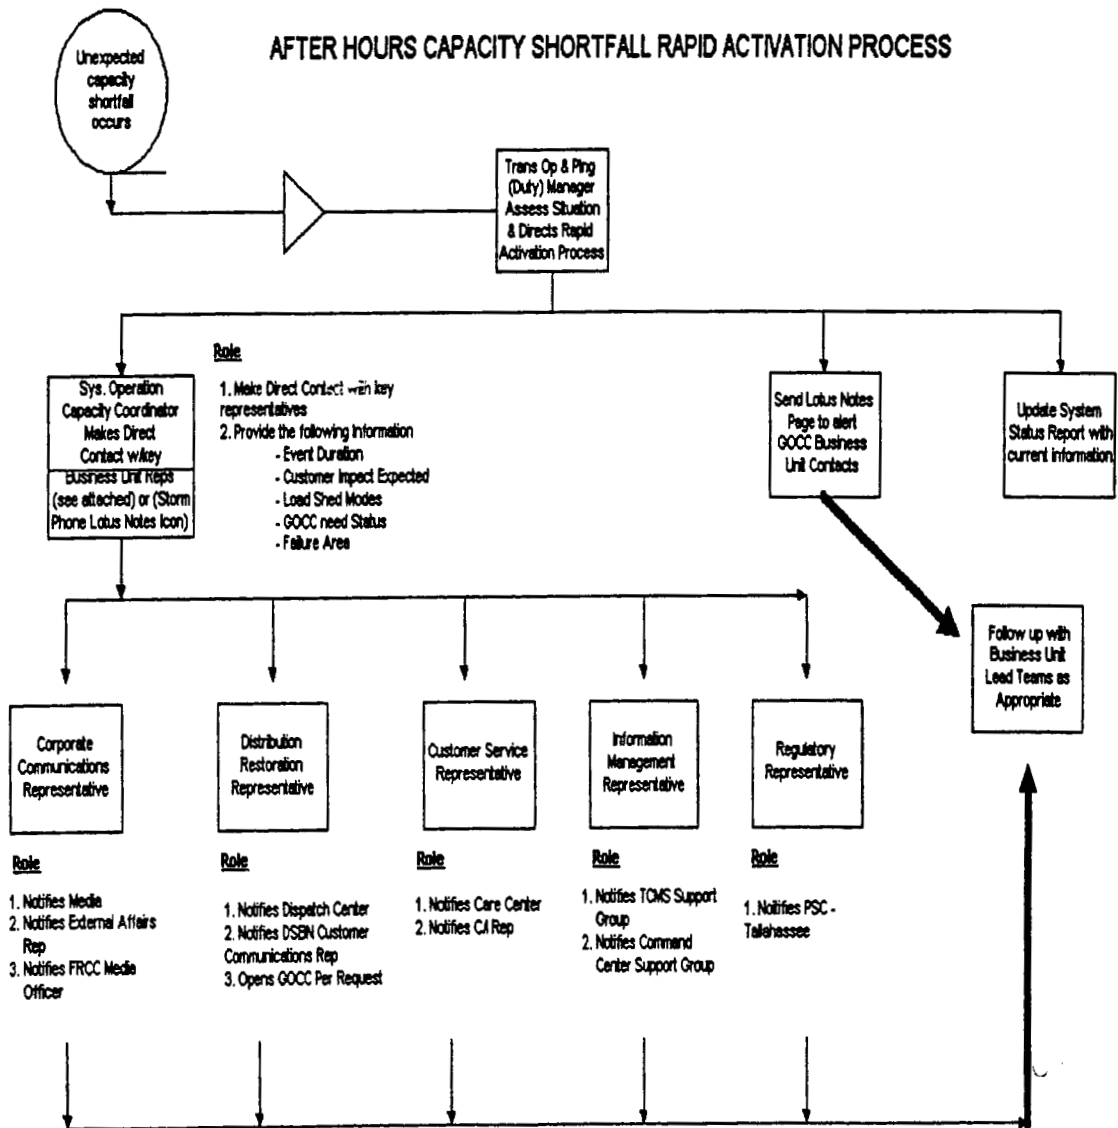 AFTER HOURS CAPACITY SHORTFALL RAPID ACTIVATION PROCESS
Unexpected
capacity
shortfall
occurs
Trans Op & Plng
(Duty) Manager
Assess Situation
& Directs Rapid
Activation Process
Sys. Operation
Capacity Coordinator
Makes Direct
Contact w/key
Business Unit Reps
(see attached) or (Storm
Phone Lotus Notes Icon)
Role
1. Make Direct Contact with key
representatives
2. Provide the following Information
- Event Duration
- Customer Impact Expected
- Load Shed Modes
- GOCC need Status
- Failure Area
Send Lotus Notes
Page to alert
GOCC Business
Unit Contacts
Update System
Status Report with
current information.
Follow up with
Business Unit
Lead Teams as
Appropriate
Corporate
Communications
Representative
Distribution
Restoration
Representative
Customer Service
Representative
Information
Management
Representative
Regulatory
Representative
Role
1. Notifies Media
2. Notifies External Affairs
Rep
3. Notifies FRCC Media
Officer
Role
1. Notifies Dispatch Center
2. Notifies DSBN Customer
Communications Rep
3. Opens GOCC Per Request
Role
1. Notifies Care Center
2. Notifies C/I Rep
Role
1. Notifies TCMS Support
Group
2. Notifies Command
Center Support Group
Role
1. Noitifies PSC -
Tallahassee